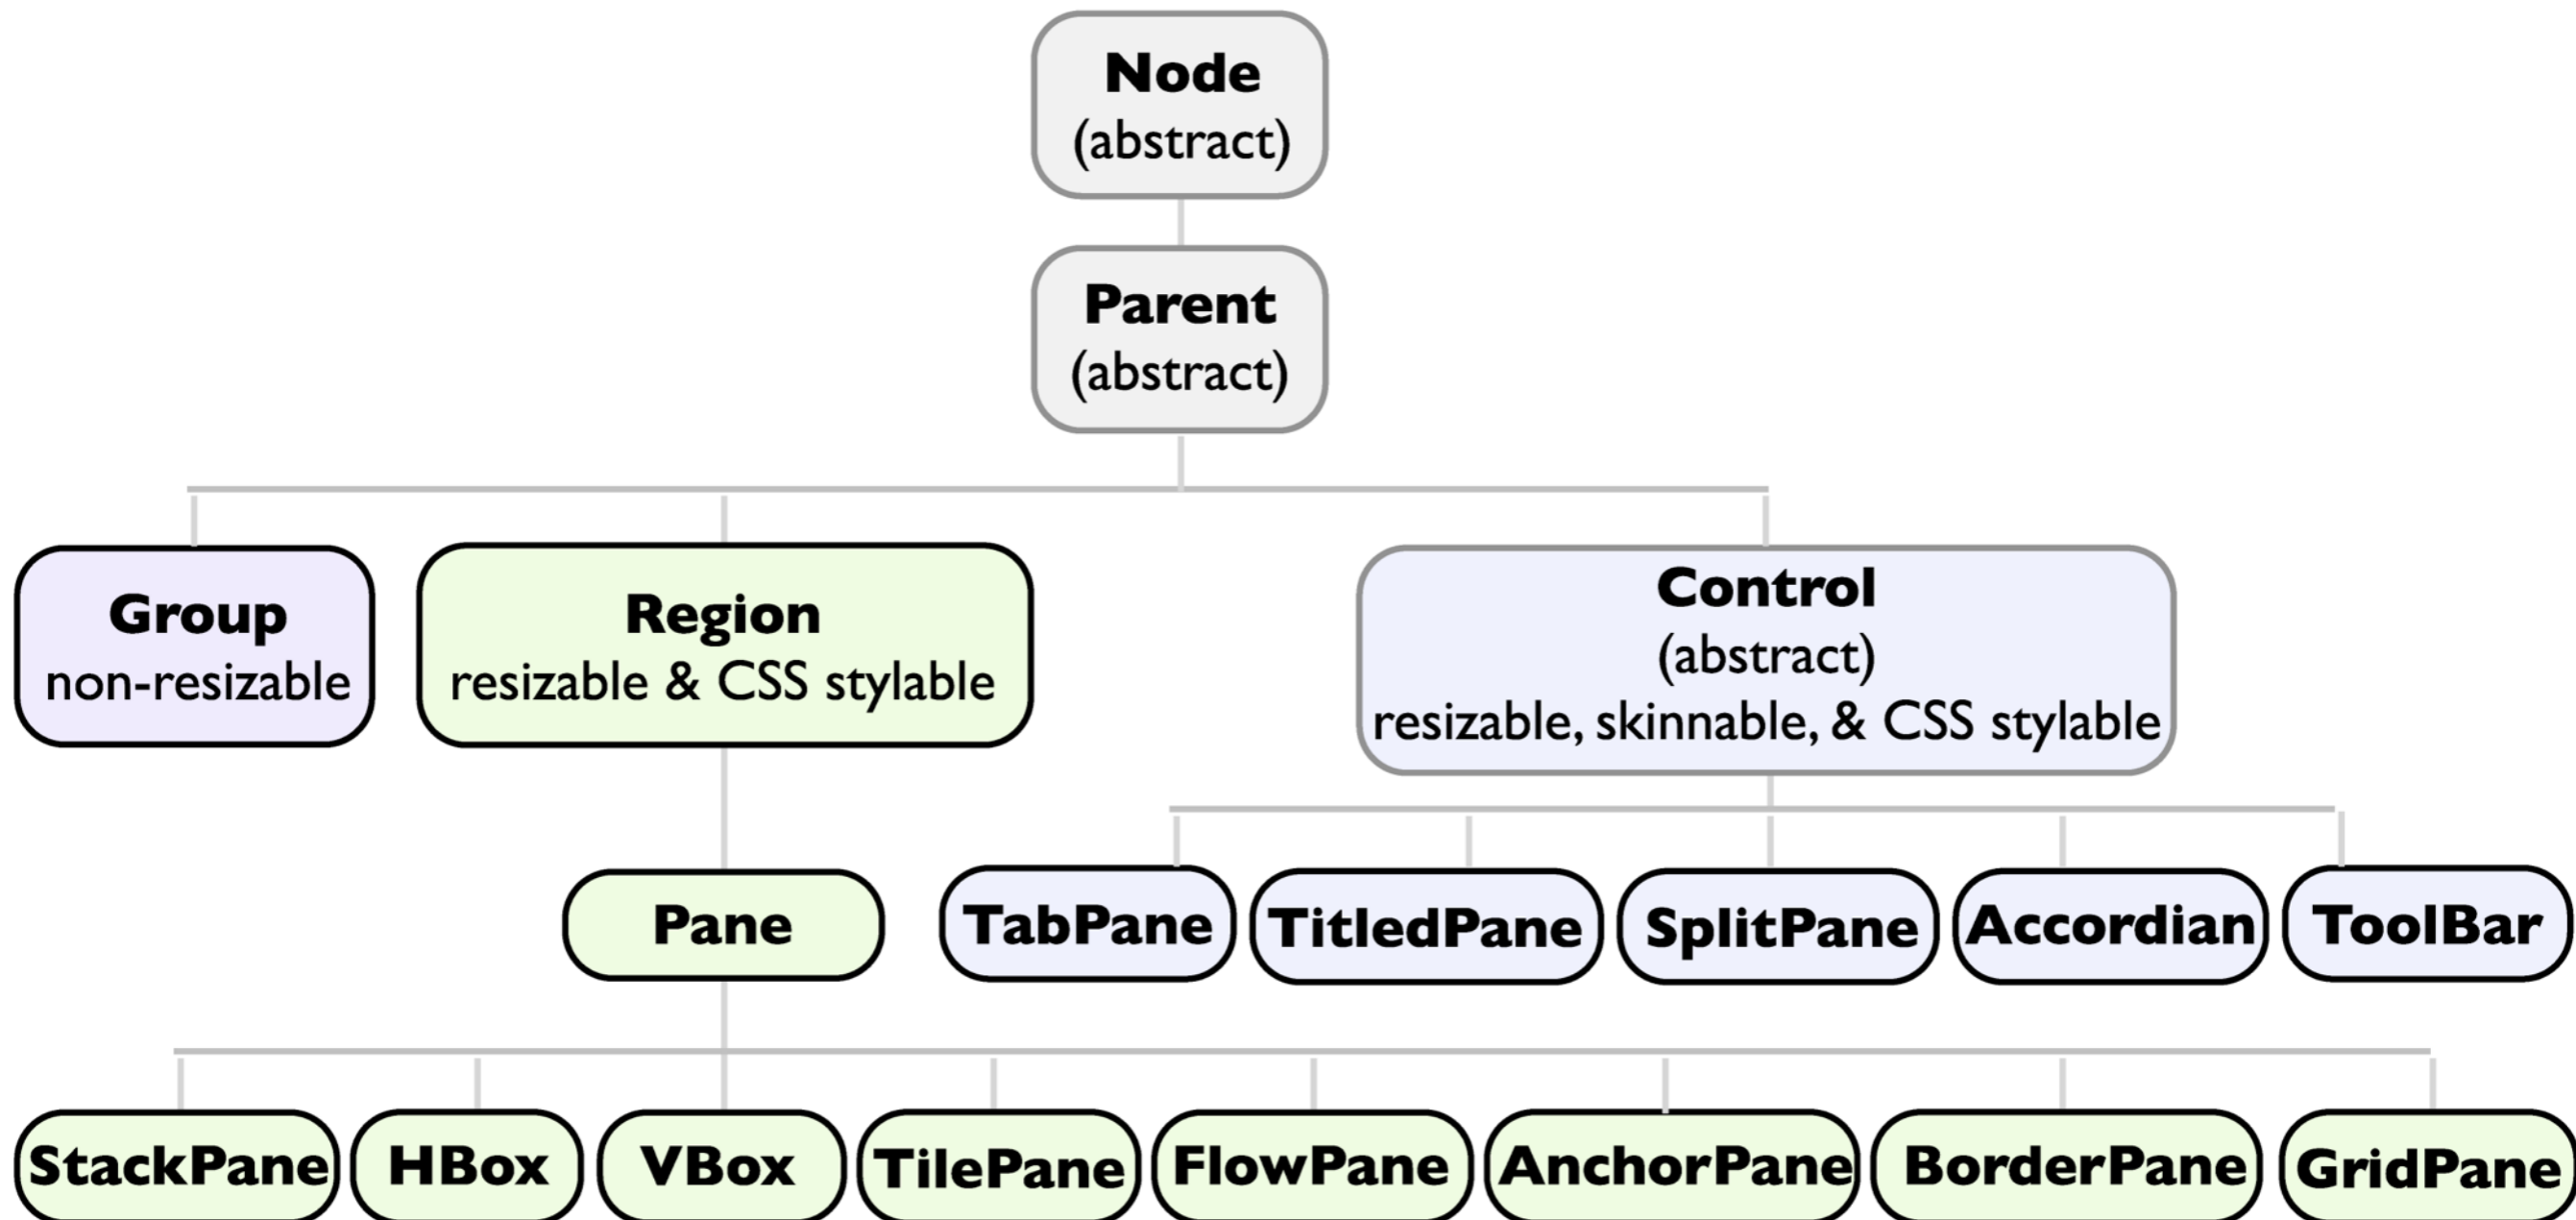 Node
(abstract)
Parent
(abstract)
Group
non-resizable
Region
resizable & CSS stylable
Control
(abstract)
resizable, skinnable, & CSS stylable
Pane
TabPane
TitledPane
SplitPane
Accordian
ToolBar
StackPane
HBox
VBox
TilePane
FlowPane
AnchorPane
BorderPane
GridPane